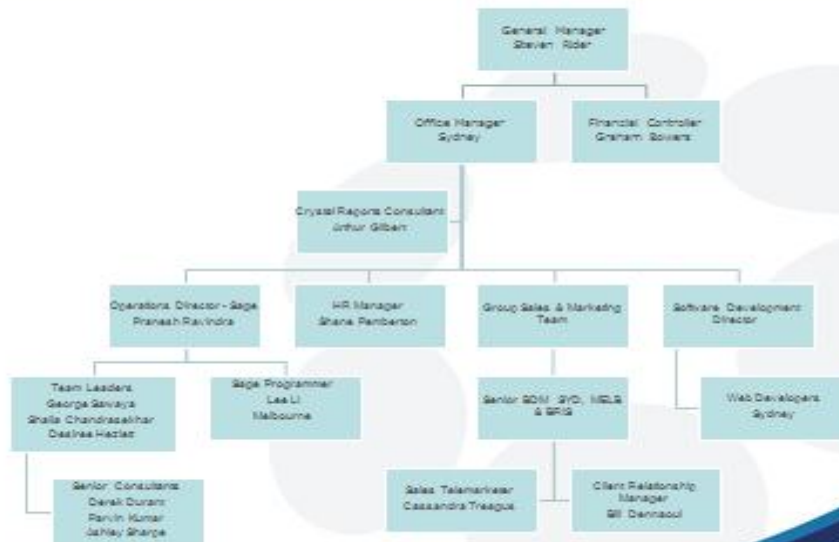 General Manager
Steven Rider
Office Manager
Sydney
Financial Controller
Graham Bowers
Crystal Reports Consultant
Arthur Gilbert
Operations Director - Sage
Pranesh Ravindra
HR Manager
Shane Pemberton
Group Sales & Marketing
Team
Software Development
Director
Team Leaders
George Sawaya
Shaila Chandrasekhar
Desiree Hezlet
Sage Programmer
Lee Li
Melbourne
Senior BDM SYD, MELB
& BRIS
Web Developers
Sydney
Senior Consultants
Derek Durant
Parvin Kumar
Ashley Sharpe
Sales Telemarketer
Cassandra Treagus
Client Relationship
Manager
Bill Dennaoui